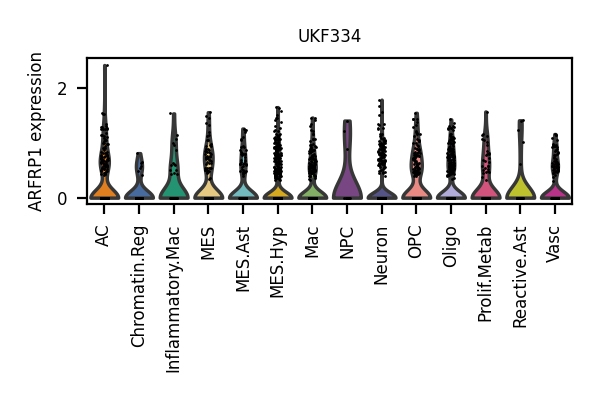 UKF334
ARFRP1 expression
2
0
AC
Chromatin.Reg
Inflammatory.Mac
MES
MES.Ast
MES.Hyp
Mac
NPC
Neuron
OPC
Oligo
Prolif.Metab
Reactive.Ast
Vasc